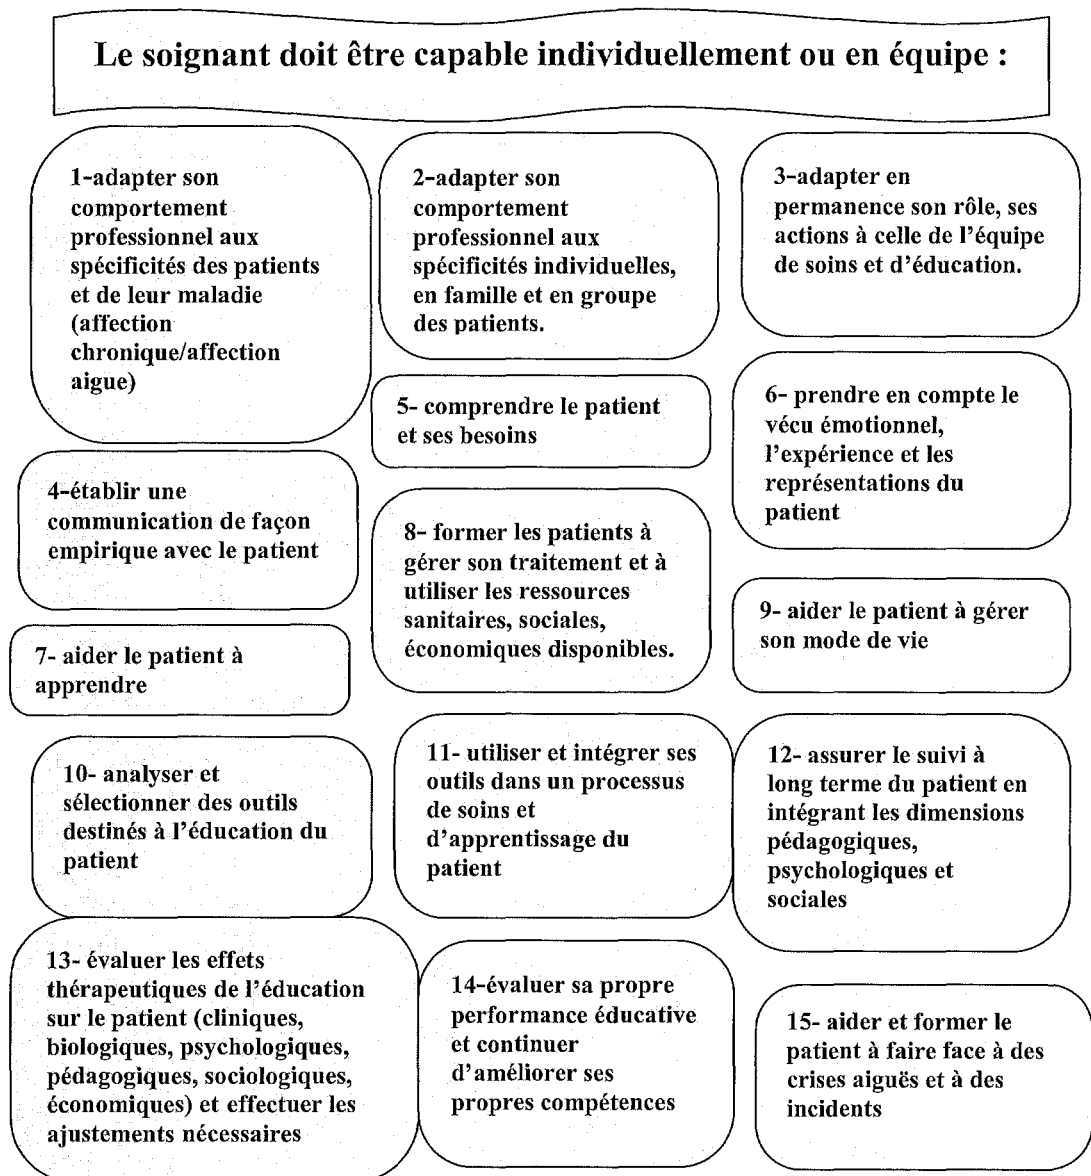 Le soignant doit être capable individuellement ou en équipe :
1-adapter son
comportement
professionnel aux
spécificités des patients
et de leur maladie
(affection
chronique/affection
aigue)
2-adapter son
comportement
professionnel aux
spécificités individuelles,
en famille et en groupe
des patients.
3-adapter en
permanence son rôle, ses
actions à celle de l'équipe
de soins et d'éducation.
4-établir une
communication de façon
empirique avec le patient
5- comprendre le patient
et ses besoins
6- prendre en compte le
vécu émotionnel,
l'expérience et les
représentations du
patient
7- aider le patient à
apprendre
8- former les patients à
gérer son traitement et à
utiliser les ressources
sanitaires, sociales,
économiques disponibles.
9- aider le patient à gérer
son mode de vie
10- analyser et
sélectionner des outils
destinés à l'éducation du
patient
11- utiliser et intégrer ses
outils dans un processus
de soins et
d'apprentissage du
patient
12- assurer le suivi à
long terme du patient en
intégrant les dimensions
pédagogiques,
psychologiques et
sociales
13- évaluer les effets
thérapeutiques de l'éducation
sur le patient (cliniques,
biologiques, psychologiques,
pédagogiques, sociologiques,
économiques) et effectuer les
ajustements nécessaires
14-évaluer sa propre
performance éducative
et continuer
d'améliorer ses
propres compétences
15- aider et former le
patient à faire face à des
crises aiguës et à des
incidents